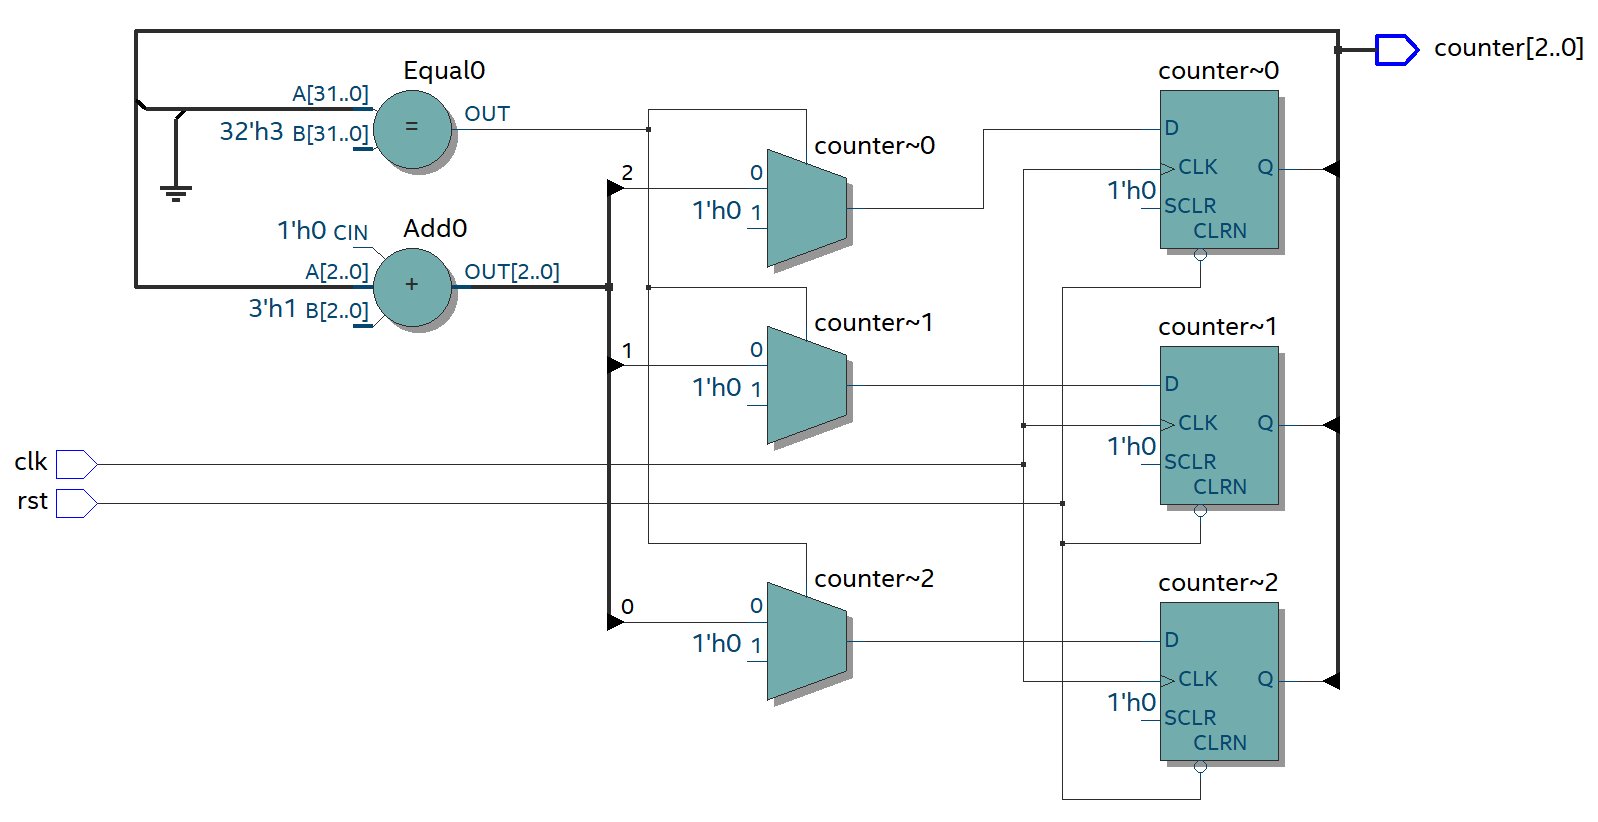 counter[2..0]
Equal0
A[31..0]
=
OUT
32'h3 B[31..0]
counter~0
D
CLK
Q
1'h0
SCLR
CLRN
counter~0
2
0
1'h0 1
Add0
1'h0 CIN
A[2..0]
+
OUT[2..0]
3'h1 B[2..0]
counter~1
1
0
1'h0 1
counter~1
D
CLK
Q
1'h0
SCLR
CLRN
clk
rst
counter~2
0
0
1'h0 1
counter~2
D
CLK
Q
1'h0
SCLR
CLRN